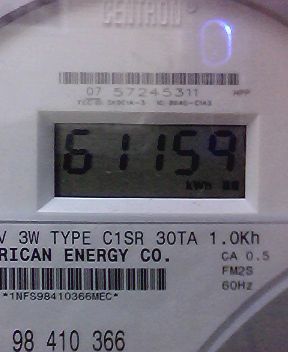 CENTRON
07 57245311 HPP
61159
kWh
V 3W TYPE C1SR 30TA 1.0Kh
RICAN ENERGY CO. CA 0.5
FM2S
60Hz
*1NFS98410366MEC*
98 410 366